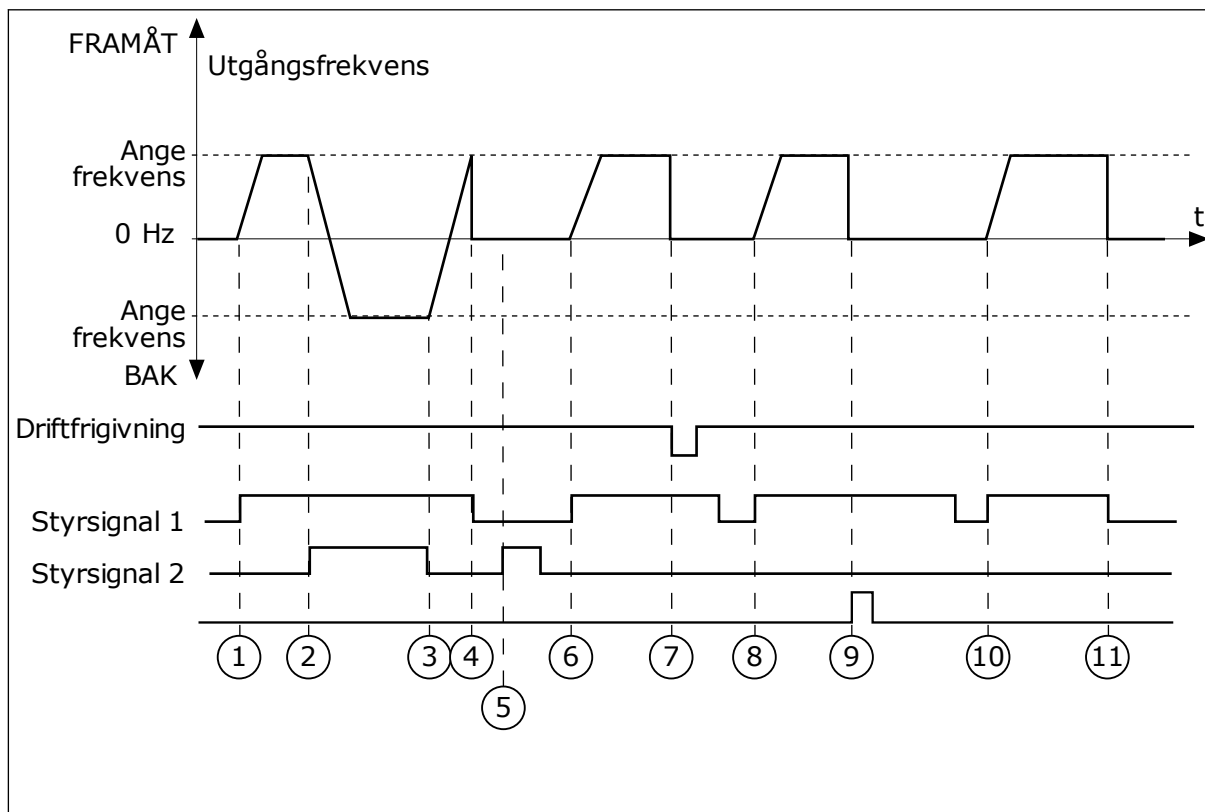 FRAMÅT
Utgångsfrekvens
Ange
frekvens
0 Hz
t
Ange
frekvens
BAK
Driftfrigivning
Styrsignal 1
Styrsignal 2
1 2 3 4 6 7 8 9 10 11
5